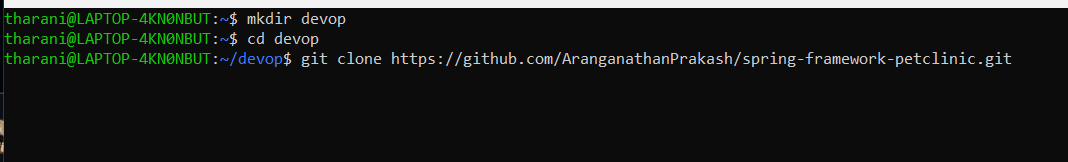 tharani@LAPTOP-4KN0NBUT:~$ mkdir devop
tharani@LAPTOP-4KN0NBUT:~$ cd devop
tharani@LAPTOP-4KN0NBUT:~/devop$ git clone https://github.com/AranganathanPrakash/spring-framework-petclinic.git